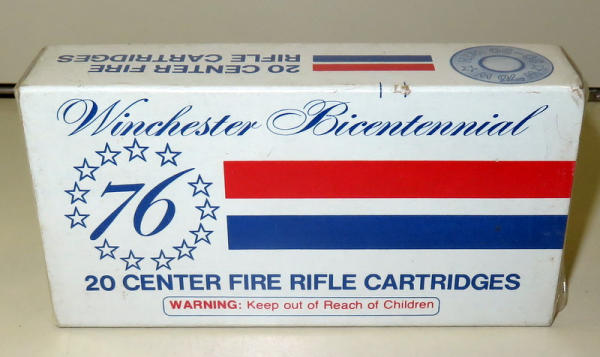 20 CENTER FIRE
RIFLE CARTRIDGES
14
Winchester Bicentennial
76
20 CENTER FIRE RIFLE CARTRIDGES
WARNING: Keep out of Reach of Children